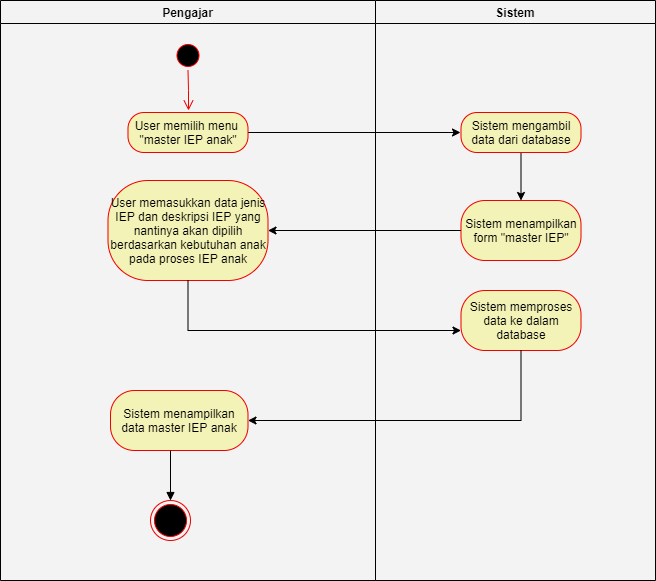 Pengajar
Sistem
User memilih menu
"master IEP anak"
Sistem mengambil
data dari database
Sistem menampilkan
form "master IEP"
User memasukkan data jenis
IEP dan deskripsi IEP yang
nantinya akan dipilih
berdasarkan kebutuhan anak
pada proses IEP anak
Sistem memproses
data ke dalam
database
Sistem menampilkan
data master IEP anak